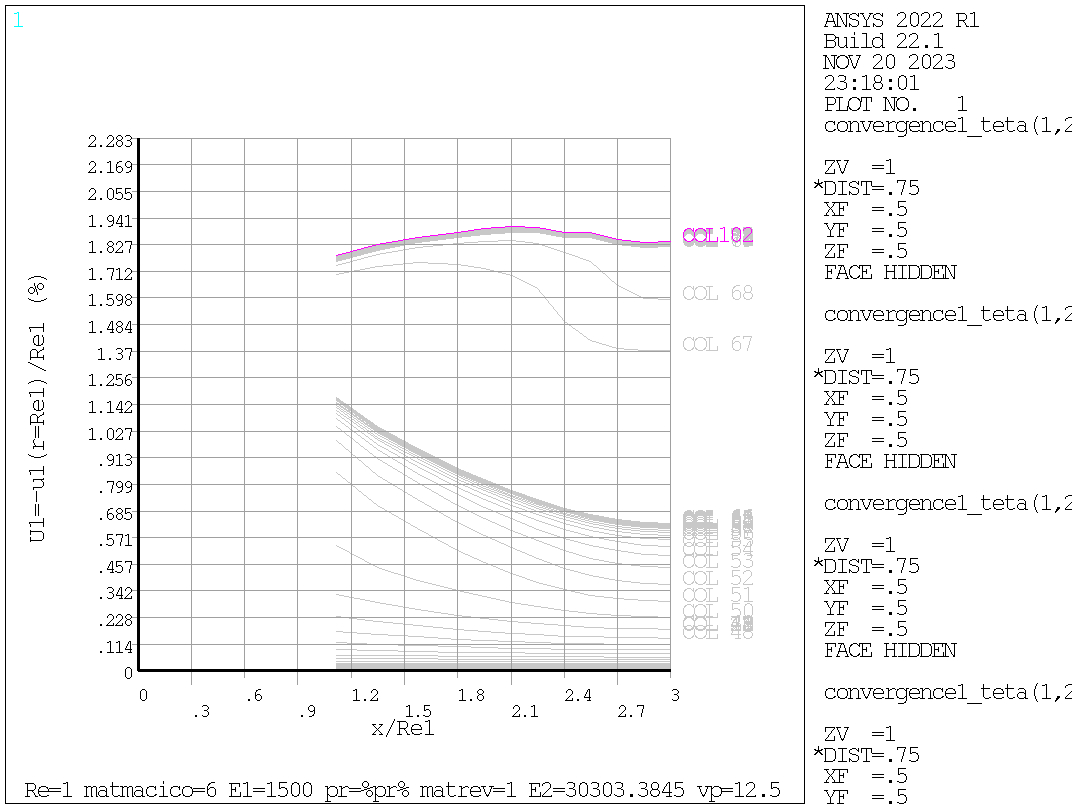 1
2.283
2.169
2.055
1.941
1.827
1.712
1.598
1.484
1.37
1.256
1.142
1.027
.913
.799
.685
.571
.457
.342
.228
.114
0
U1=-u1(r=Re1)/Re1 (%)
0
.3
.6
.9
1.2
1.5
1.8
2.1
2.4
2.7
3
x/Re1
COL102
COL 68
COL 67
COL 53
COL 52
COL 51
COL 50
Re=1 matmacico=6 E1=1500 pr=%pr% matrev=1 E2=30303.3845 vp=12.5
ANSYS 2022 R1
Build 22.1
NOV 20 2023
23:18:01
PLOT NO. 1
convergence1_teta(1,2
ZV =1
*DIST=.75
XF =.5
YF =.5
ZF =.5
FACE HIDDEN
convergence1_teta(1,2
ZV =1
*DIST=.75
XF =.5
YF =.5
ZF =.5
FACE HIDDEN
convergence1_teta(1,2
ZV =1
*DIST=.75
XF =.5
YF =.5
ZF =.5
FACE HIDDEN
convergence1_teta(1,2
ZV =1
*DIST=.75
XF =.5
YF =.5